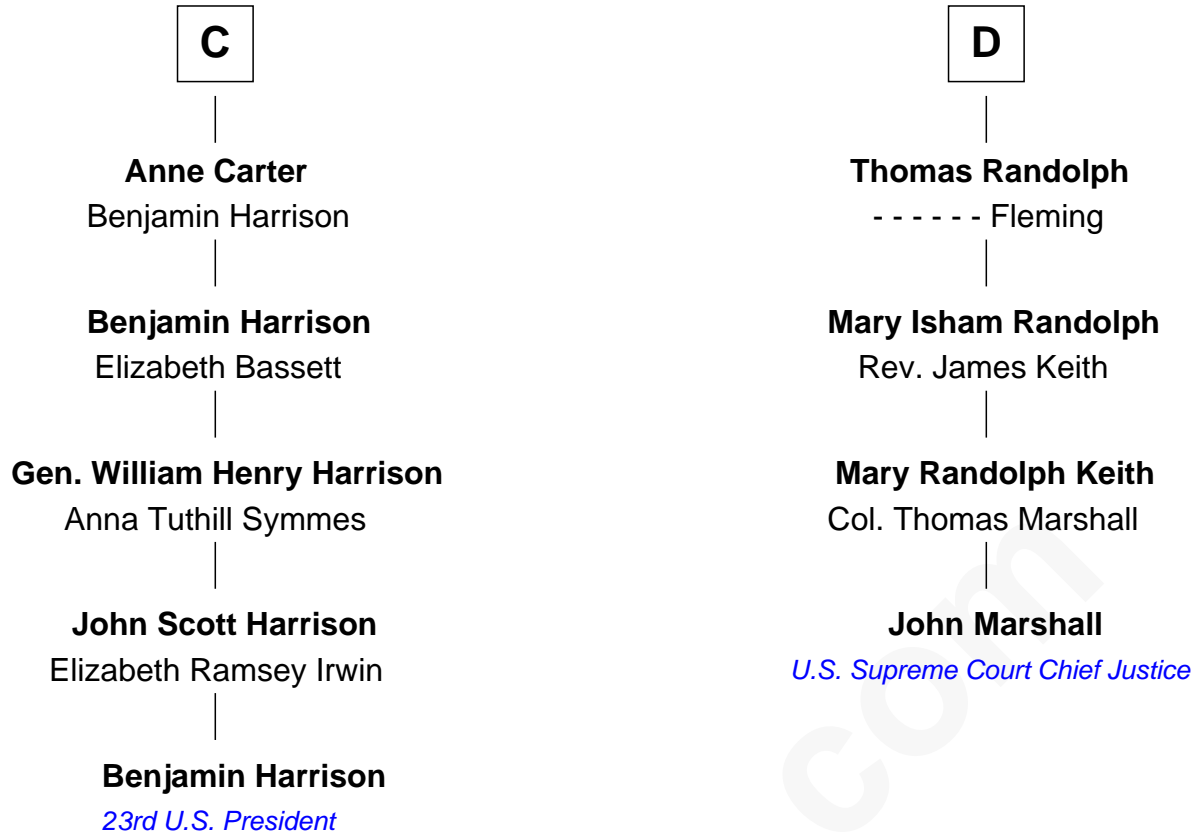 C
Anne Carter
Benjamin Harrison
Benjamin Harrison
Elizabeth Bassett
Gen. William Henry Harrison
Anna Tuthill Symmes
John Scott Harrison
Elizabeth Ramsey Irwin
Benjamin Harrison
23rd U.S. President
D
Thomas Randolph
- - - - - - Fleming
Mary Isham Randolph
Rev. James Keith
Mary Randolph Keith
Col. Thomas Marshall
John Marshall
U.S. Supreme Court Chief Justice
com